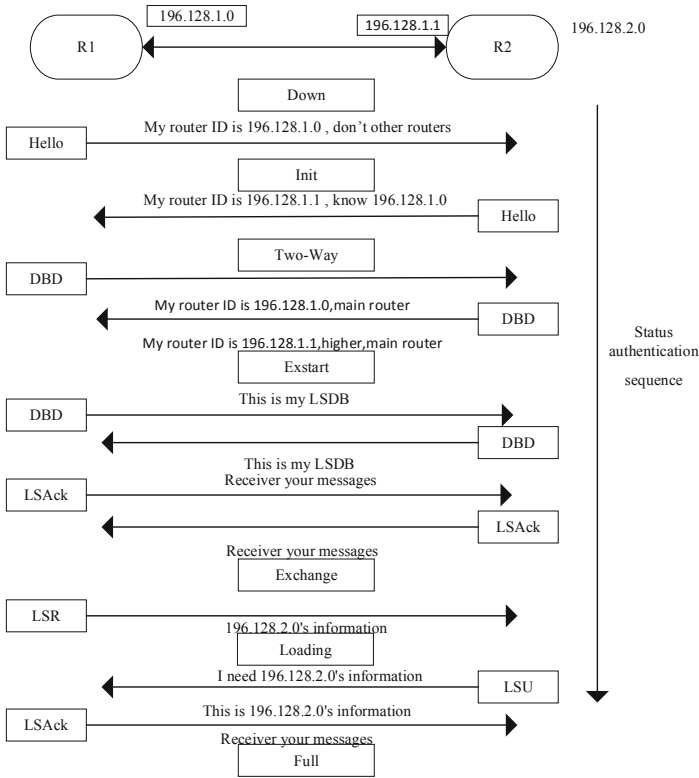 196.128.1.0
196.128.1.1
196.128.2.0
R1
R2
Down
My router ID is 196.128.1.0 , don't other routers
Hello
Init
My router ID is 196.128.1.1 , know 196.128.1.0
Hello
Two-Way
DBD
My router ID is 196.128.1.0,main router
DBD
My router ID is 196.128.1.1,higher,main router
Exstart
This is my LSDB
DBD
DBD
This is my LSDB
Receiver your messages
LSAck
LSAck
Receiver your messages
Exchange
LSR
196.128.2.0's information
Loading
I need 196.128.2.0's information
LSU
This is 196.128.2.0's information
LSAck
Receiver your messages
Full
Status
authentication
sequence